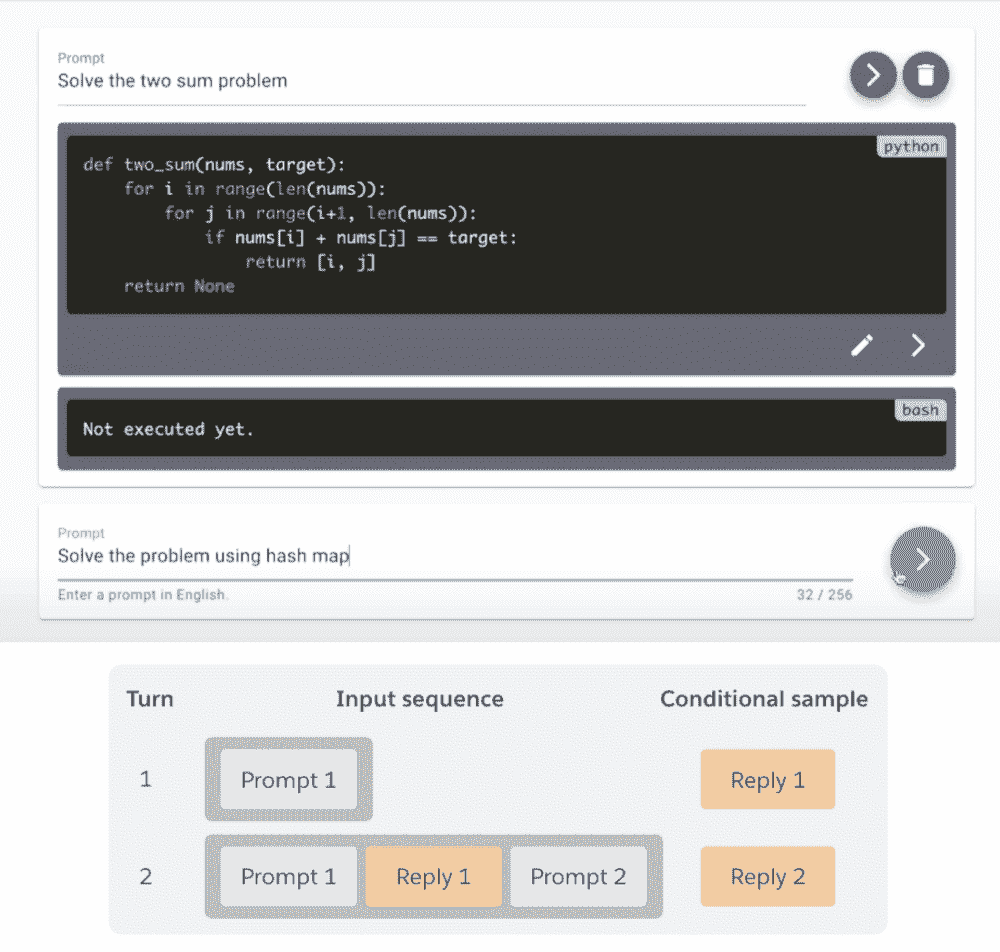 Prompt
Solve the two sum problem
python
def two_sum(nums, target):
    for i in range(len(nums)):
        for j in range(i+1, len(nums)):
            if nums[i] + nums[j] == target:
                return [i, j]
    return None
bash
Not executed yet.
Prompt
Solve the problem using hash map
Enter a prompt in English. 32 / 256
Turn Input sequence Conditional sample
1 Prompt 1 Reply 1
2 Prompt 1 Reply 1 Prompt 2 Reply 2